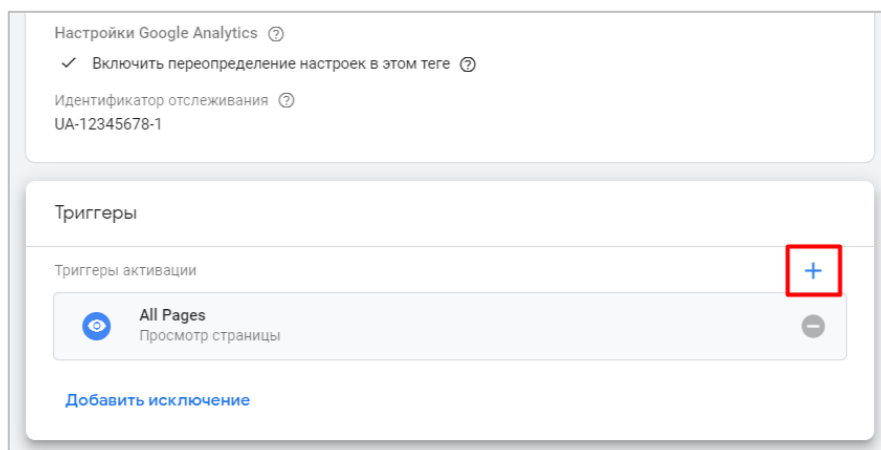 Настройки Google Analytics
Включить переопределение настроек в этом теге
Идентификатор отслеживания
UA-12345678-1
Триггеры
Триггеры активации
All Pages
Просмотр страницы
Добавить исключение